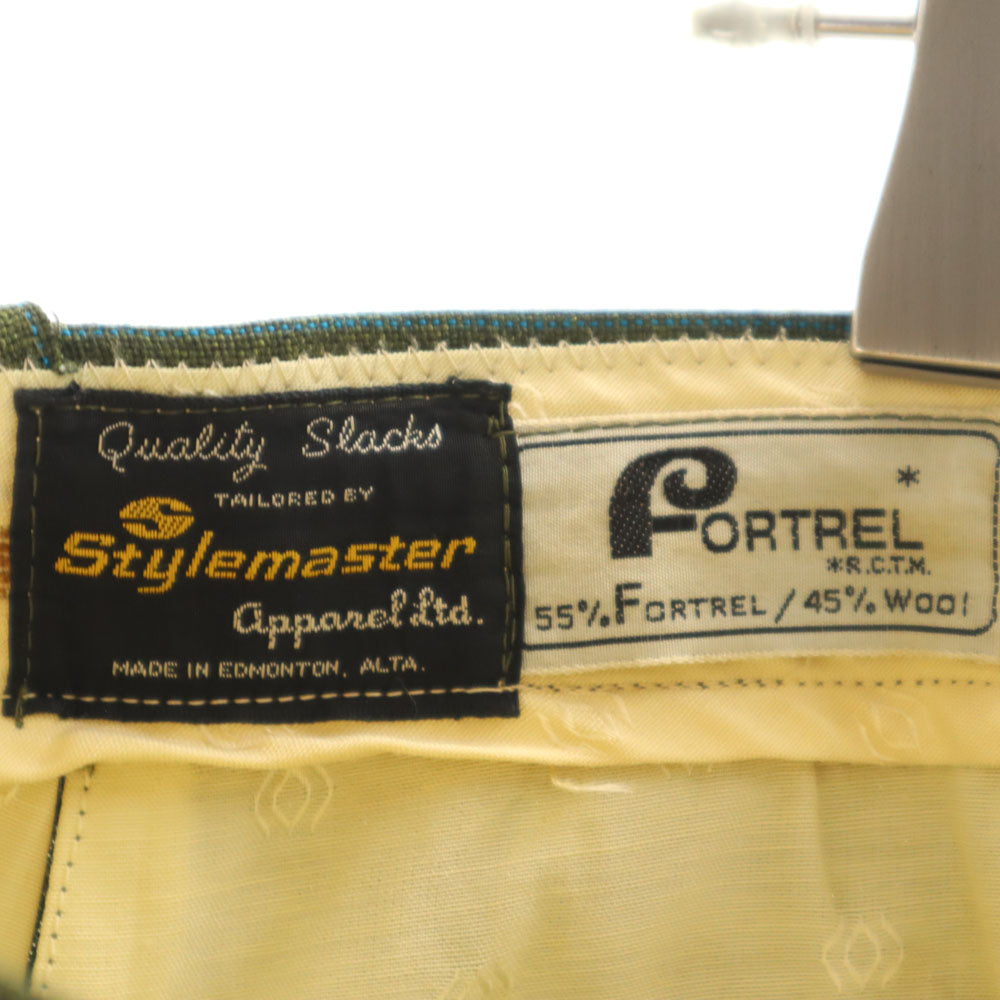 Quality Slacks
TAILORED BY
Stylemaster
Apparel Ltd.
MADE IN EDMONTON, ALTA.
FORTREL*
*R.C.T.M.
55% FORTREL / 45% WOOl